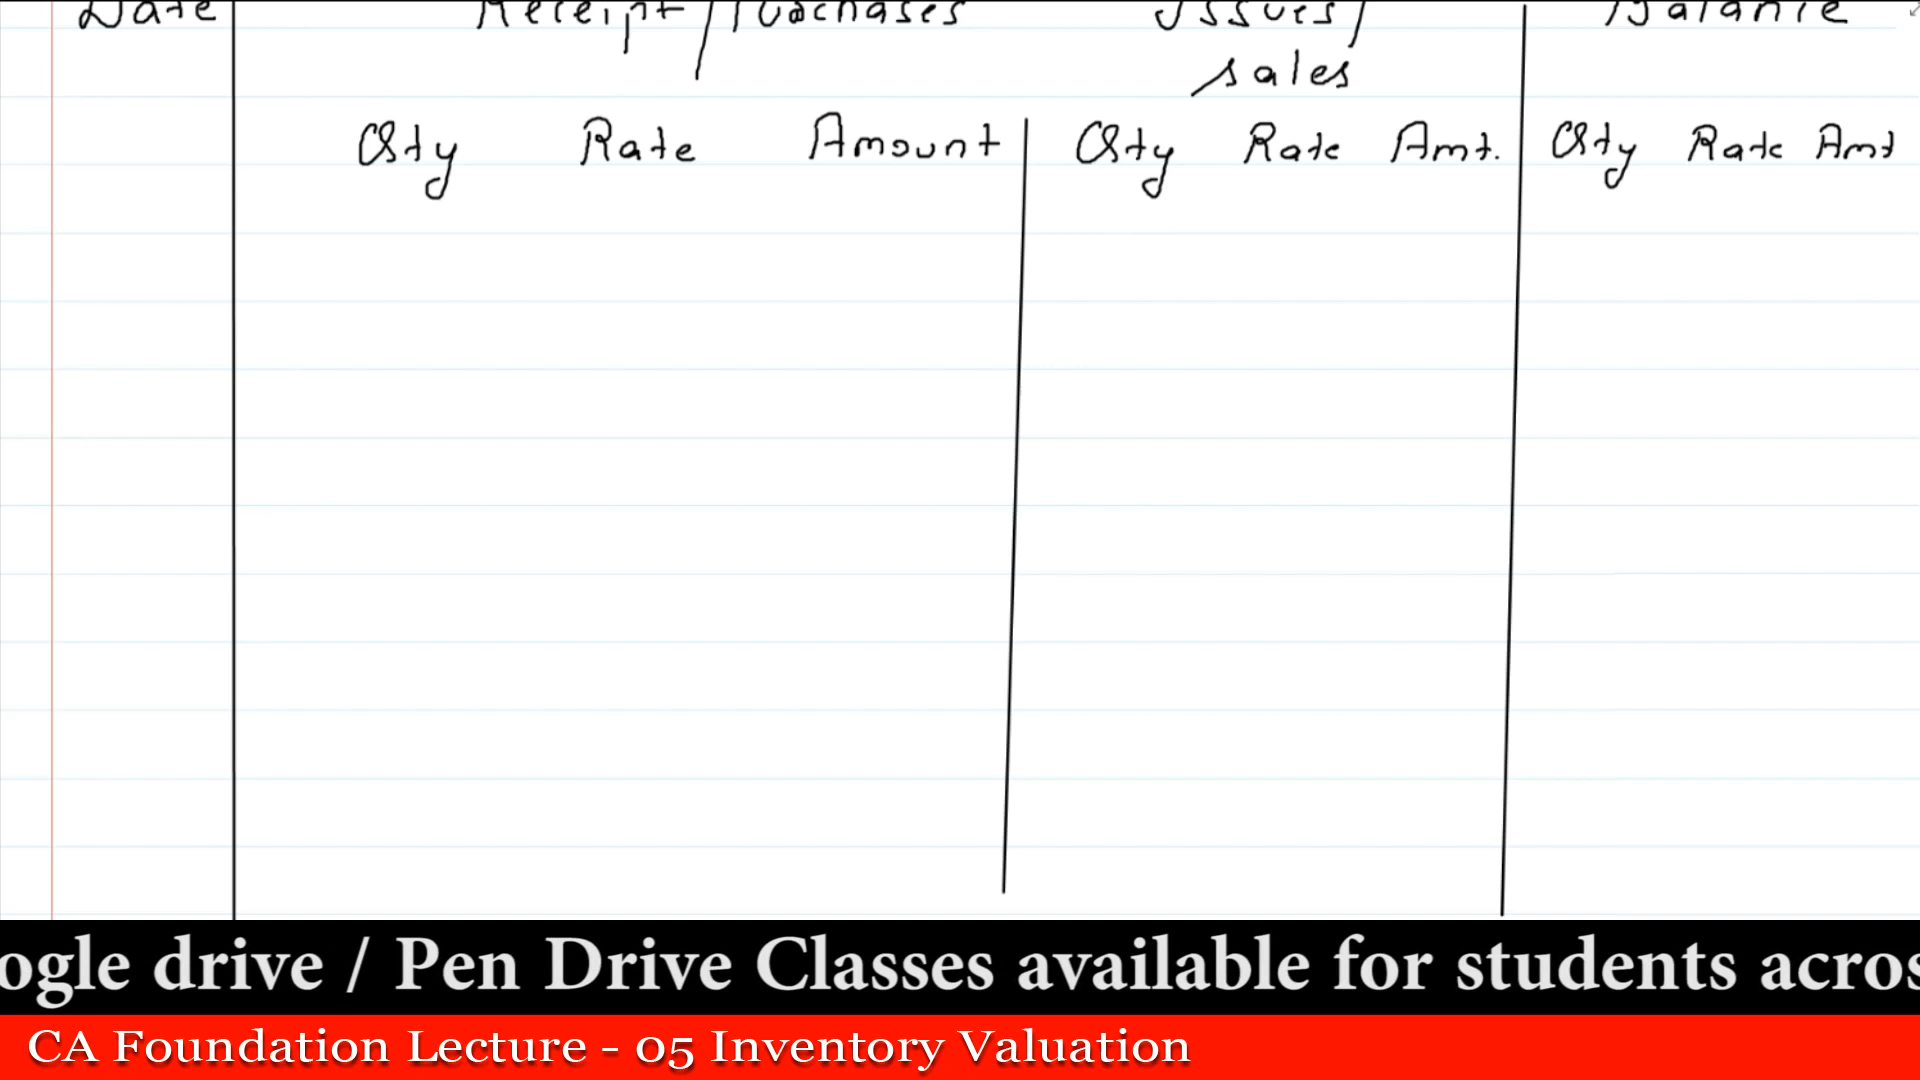 Date Receipt/Purchases Issues/ Balance
sales
Qty Rate Amount Qty Rate Amt. Qty Rate Amt
ogle drive / Pen Drive Classes available for students acros
CA Foundation Lecture - 05 Inventory Valuation